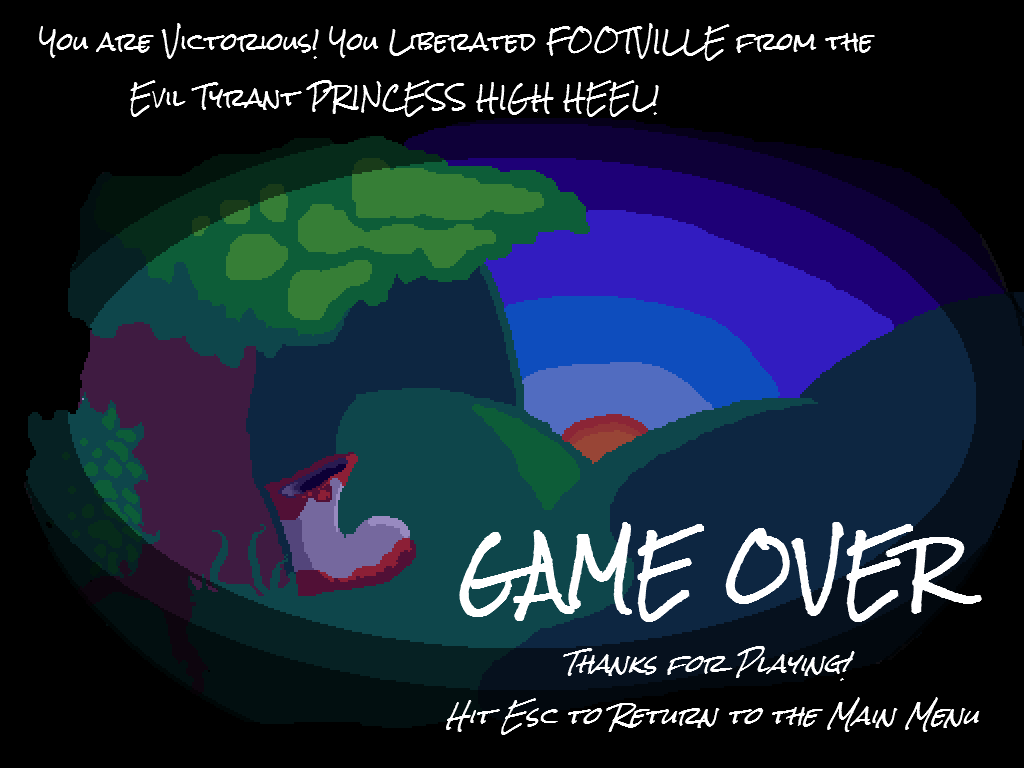 You are Victorious! You Liberated FOOTVILLE from the
Evil Tyrant PRINCESS HIGH HEEL!
GAME OVER
Thanks for Playing!
Hit Esc to Return to the Main Menu